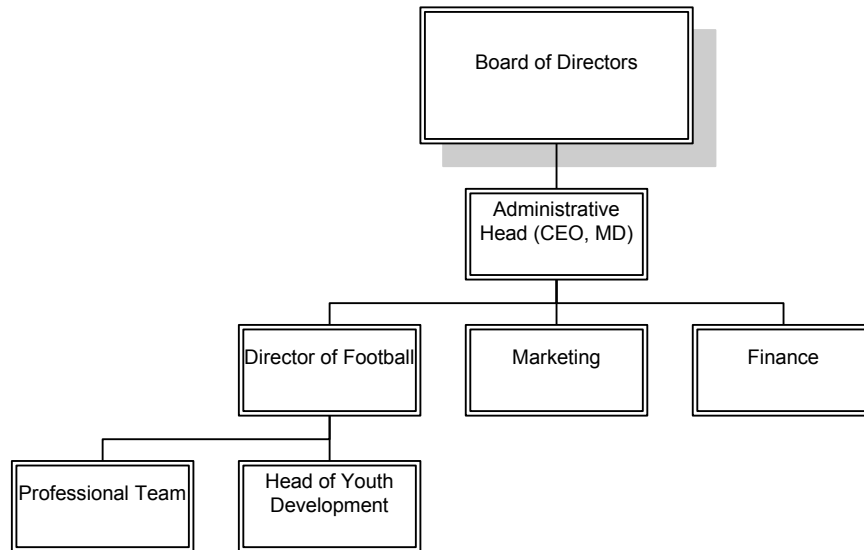 Board of Directors
Administrative
Head (CEO, MD)
Director of Football
Marketing
Finance
Professional Team
Head of Youth
Development